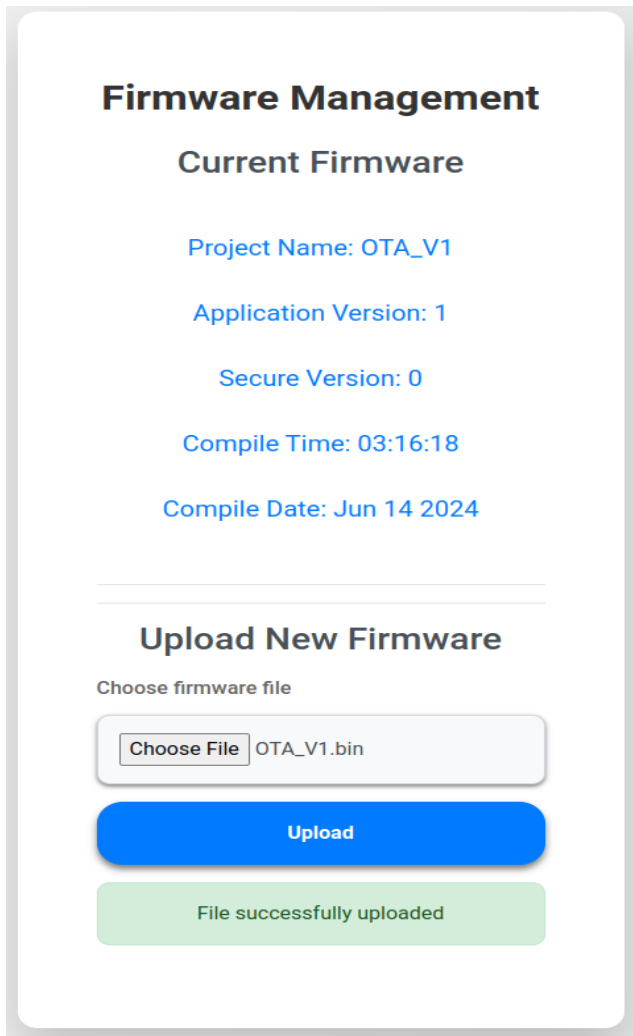 Firmware Management
Current Firmware
Project Name: OTA_V1
Application Version: 1
Secure Version: 0
Compile Time: 03:16:18
Compile Date: Jun 14 2024
Upload New Firmware
Choose firmware file
Choose File OTA_V1.bin
Upload
File successfully uploaded